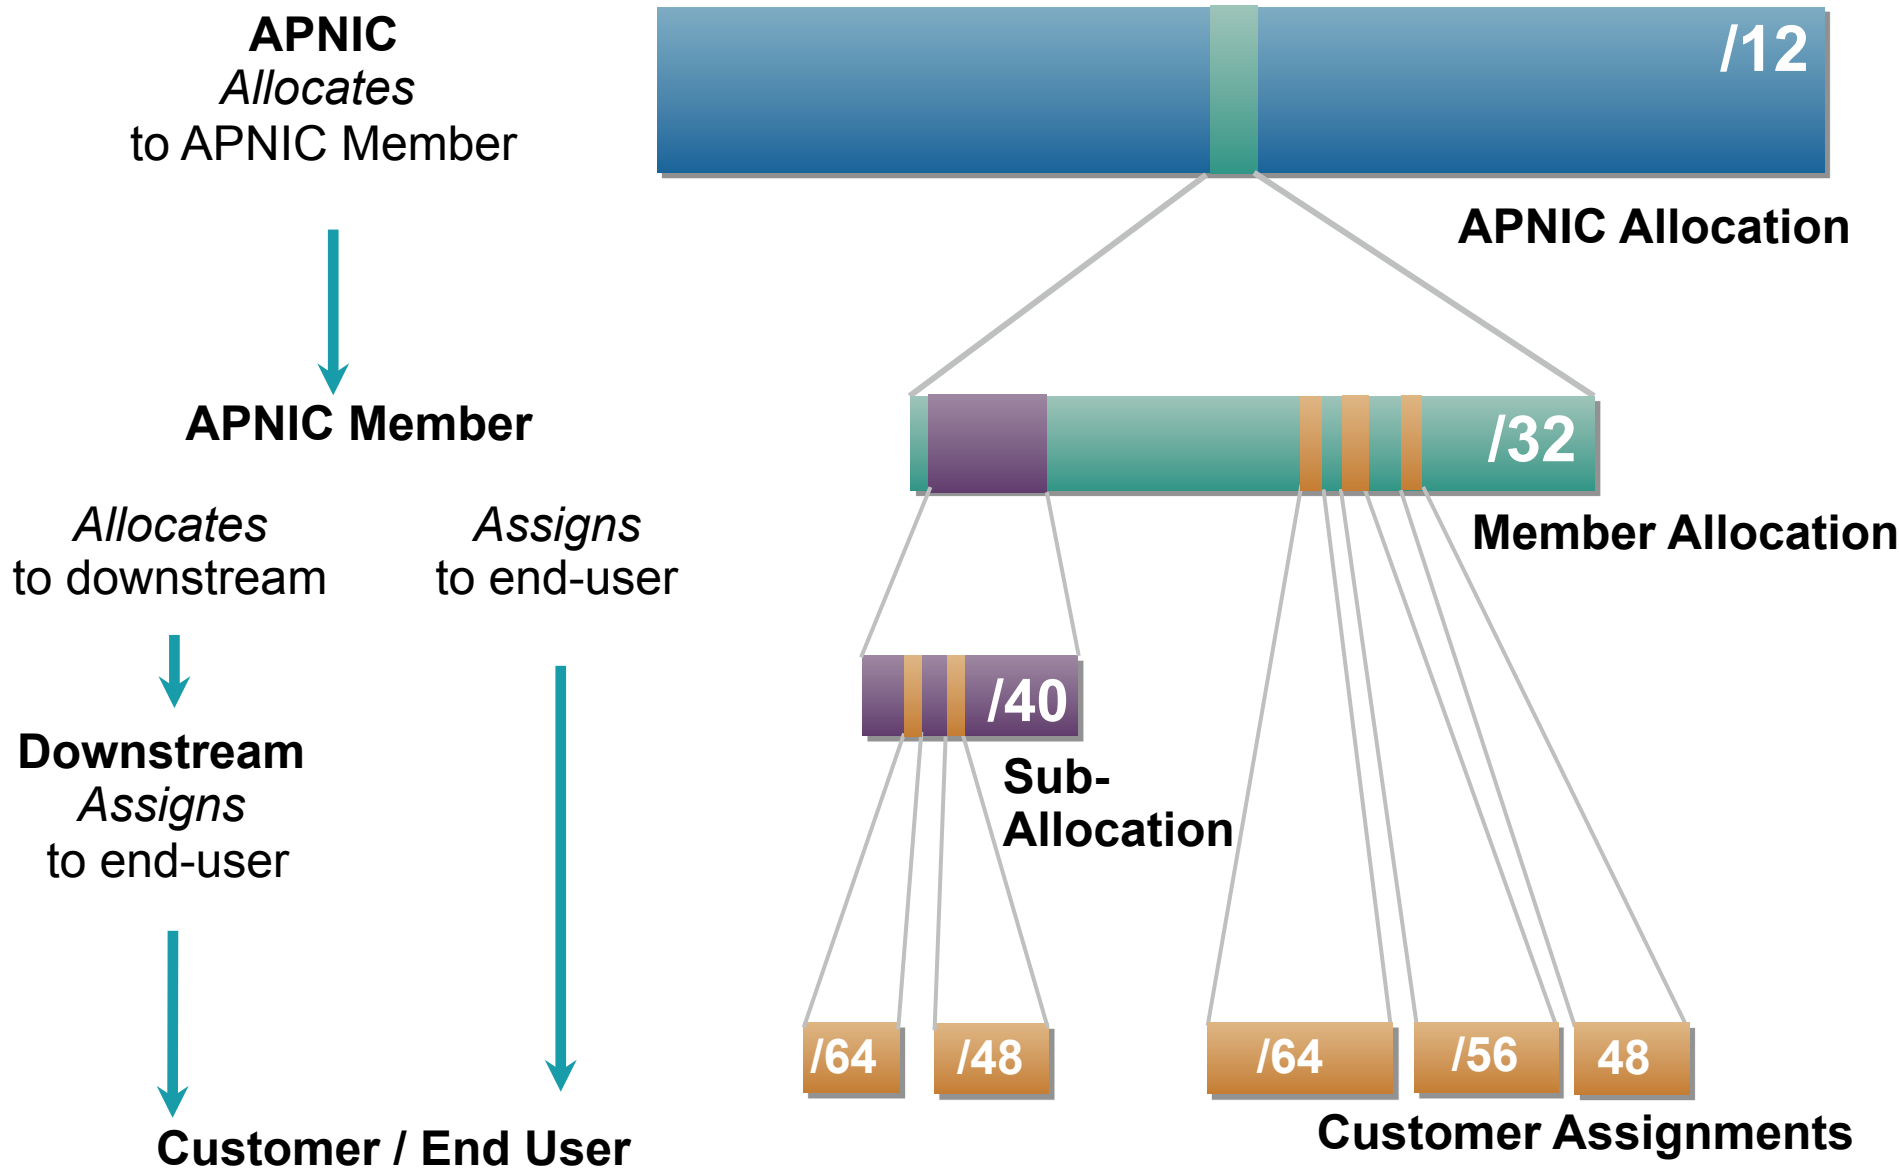 APNIC
Allocates
to APNIC Member
/12
APNIC Allocation
APNIC Member
/32
Member Allocation
Allocates
to downstream
Assigns
to end-user
/40
Sub-
Allocation
Downstream
Assigns
to end-user
/64
/48
/64
/56
48
Customer Assignments
Customer / End User